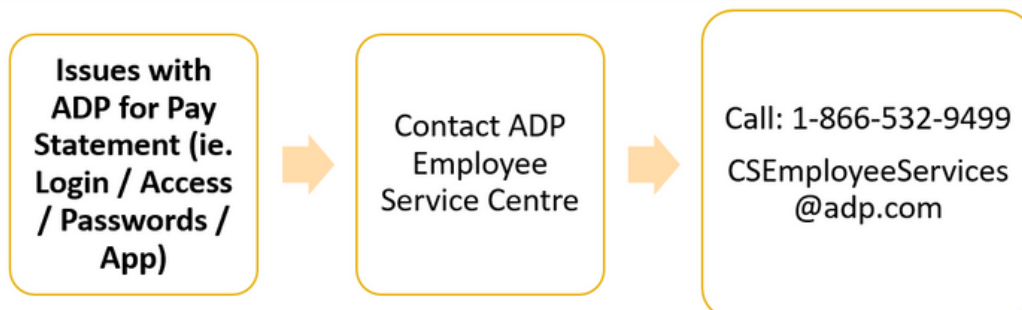 Issues with
ADP for Pay
Statement (ie.
Login / Access
/ Passwords /
App)
Contact ADP
Employee
Service Centre
Call: 1-866-532-9499
CSEmployeeServices
@adp.com